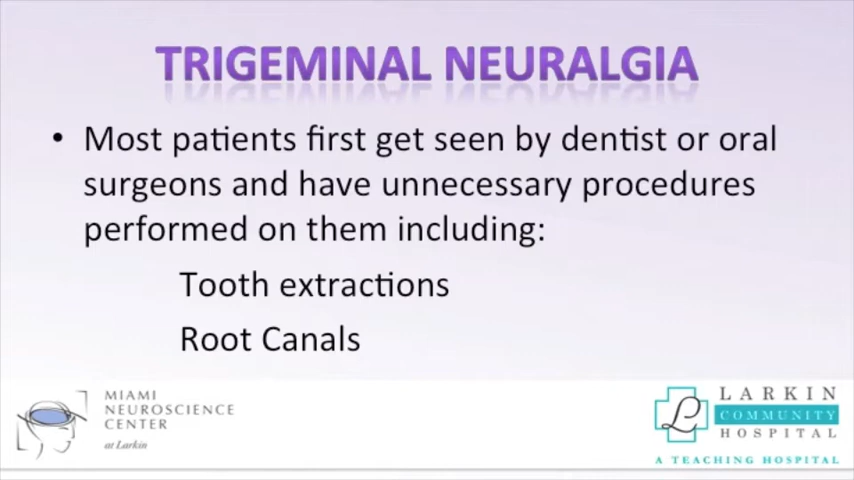 TRIGEMINAL NEURALGIA
• Most patients first get seen by dentist or oral
surgeons and have unnecessary procedures
performed on them including:
Tooth extractions
Root Canals
MIAMI
NEUROSCIENCE
CENTER
at Larkin
L
LARKIN
COMMUNITY
HOSPITAL
A TEACHING HOSPITAL